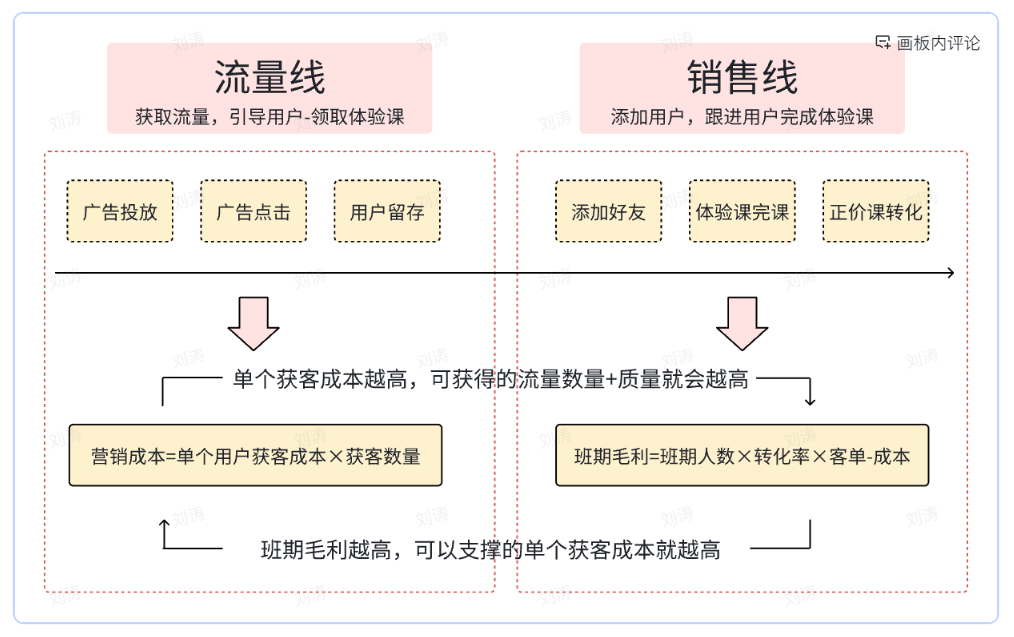 画板内评论
流量线
获取流量，引导用户-领取体验课
销售线
添加用户，跟进用户完成体验课
广告投放
广告点击
用户留存
添加好友
体验课完课
正价课转化
单个获客成本越高，可获得的流量数量+质量就会越高
营销成本=单个用户获客成本×获客数量
班期毛利=班期人数×转化率×客单-成本
班期毛利越高，可以支撑的单个获客成本就越高
刘涛